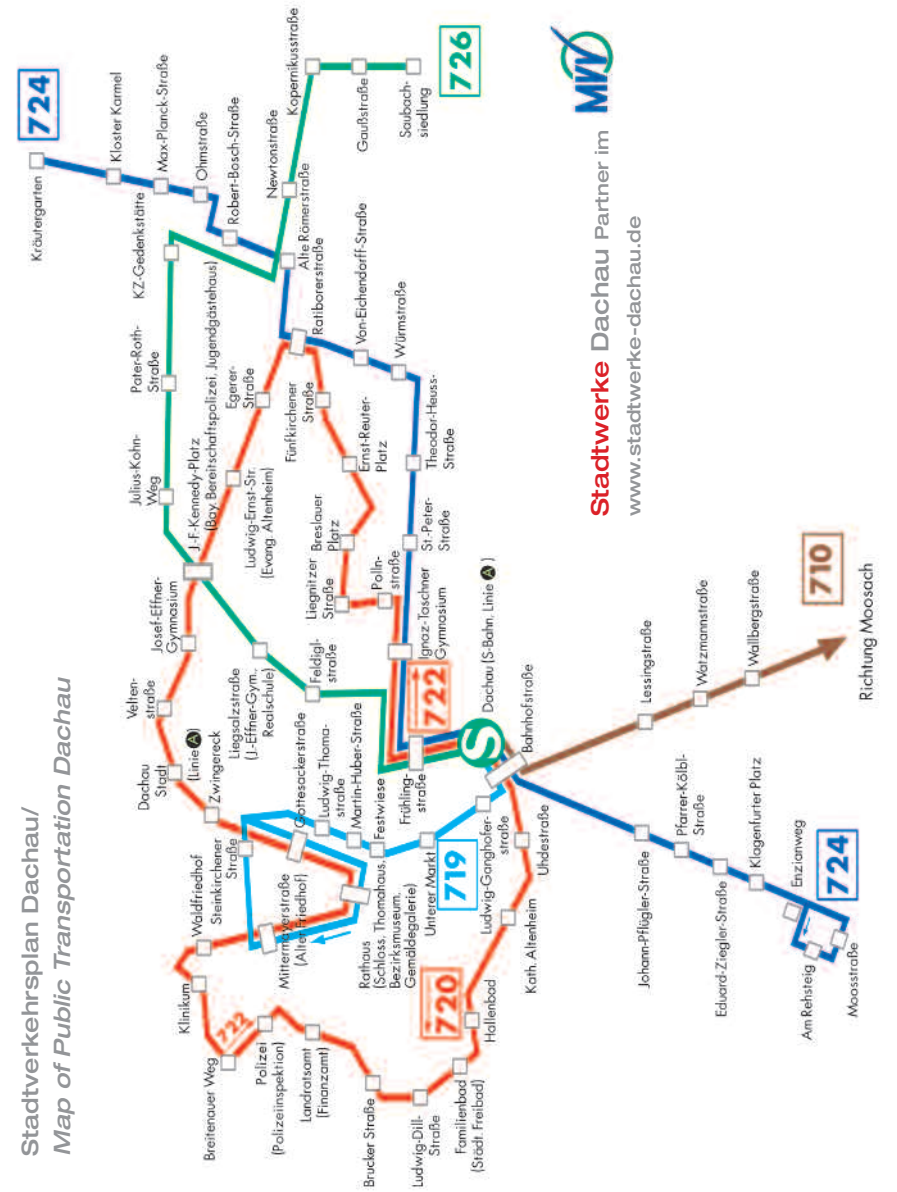 Stadtverkehrsplan Dachau/
Map of Public Transportation Dachau
Breitenauer Weg
Klinikum
Waldfriedhof
Steinkirchener
Straße
Zwingereck
Dachau
Stadt
(Linie A)
Velten-
straße
Josef-Effner-
Gymnasium
J.-F.-Kennedy-Platz
(Bay. Bereitschaftspolizei, Jugendgästehaus)
Julius-Kohn-
Weg
Pater-Roth-
Straße
KZ-Gedenkstätte
Kräutergarten
724
Kloster Karmel
Max-Planck-Straße
Ohmstraße
Robert-Bosch-Straße
Newtonstraße
Kopernikusstraße
Gaußstraße
Saubach-
siedlung
726
Alte Römerstraße
Ratiborerstraße
Von-Eichendorff-Straße
Würmstraße
Theodor-Heuss-
Straße
St.-Peter-
Straße
Egerer-
Straße
Ludwig-Ernst-Str.
(Evang. Altenheim)
Fünfkirchener
Straße
Ernst-Reuter-
Platz
Breslauer
Platz
Liegnitzer
Straße
Polln-
straße
Ignaz-Taschner
Gymnasium
Liegsalzstraße
(J.-Effner-Gym.,
Realschule)
Feldigl-
straße
722
Dachau (S-Bahn, Linie A)
S
Bahnhofstraße
Frühling-
straße
Gottesackerstraße
Ludwig-Thoma-
straße
Martin-Huber-Straße
Festwiese
Unterer Markt
719
Ludwig-Ganghofer-
straße
Mittermayerstraße
(Alter Friedhof)
Rathaus
(Schloss, Thomahaus,
Bezirksmuseum,
Gemäldegalerie)
722
Polizei
(Polizeiinspektion)
Landratsamt
(Finanzamt)
Brucker Straße
Ludwig-Dill-
Straße
Familienbad
(Städt. Freibad)
Hallenbad
720
Kath. Altenheim
Uhdestraße
Johann-Pflügler-Straße
Pfarrer-Kölbl-
Straße
Eduard-Ziegler-Straße
Klagenfurter Platz
Enzianweg
Am Rehsteig
Moosstraße
724
Lessingstraße
Watzmannstraße
Wallbergstraße
710
Richtung Moosach
Stadtwerke Dachau Partner im
MVV
www.stadtwerke-dachau.de